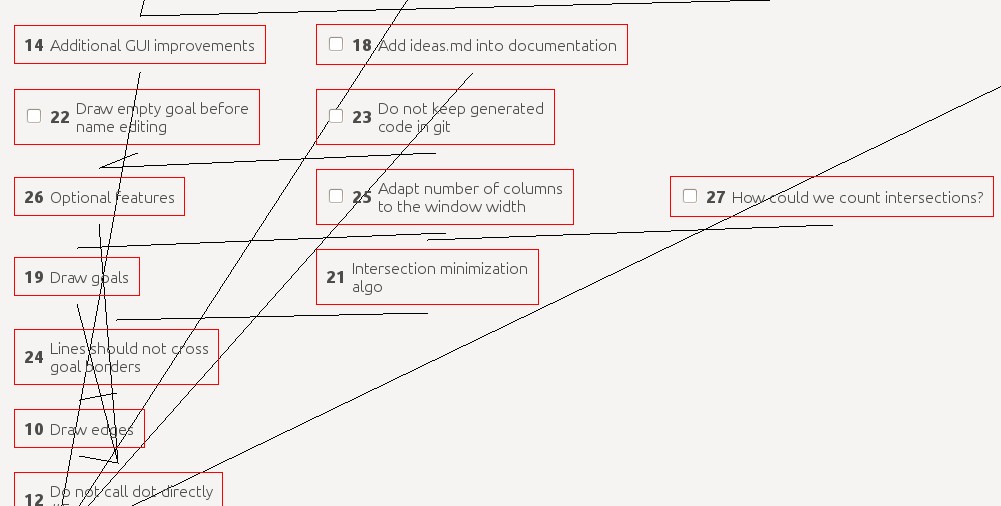 14 Additional GUI improvements
18 Add ideas.md into documentation
22 Draw empty goal before
name editing
23 Do not keep generated
code in git
26 Optional features
25 Adapt number of columns
to the window width
27 How could we count intersections?
19 Draw goals
21 Intersection minimization
algo
24 Lines should not cross
goal borders
10 Draw edges
12 Do not call dot directly